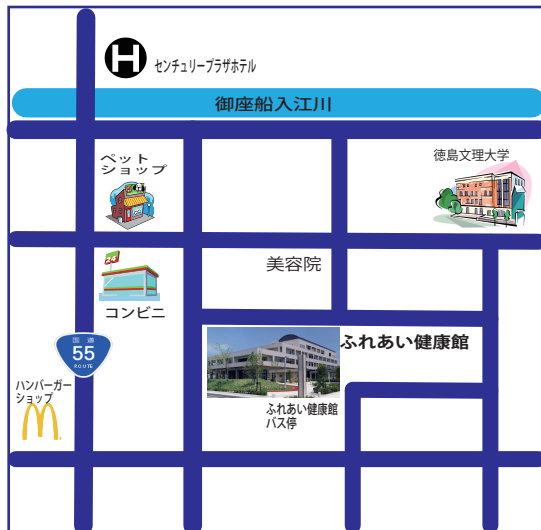 H
センチュリープラザホテル
御座船入江川
ペット
ショップ
徳島文理大学
美容院
コンビニ
国道
55
ROUTE
ふれあい健康館
ハンバーガー
ショップ
ふれあい健康館
バス停